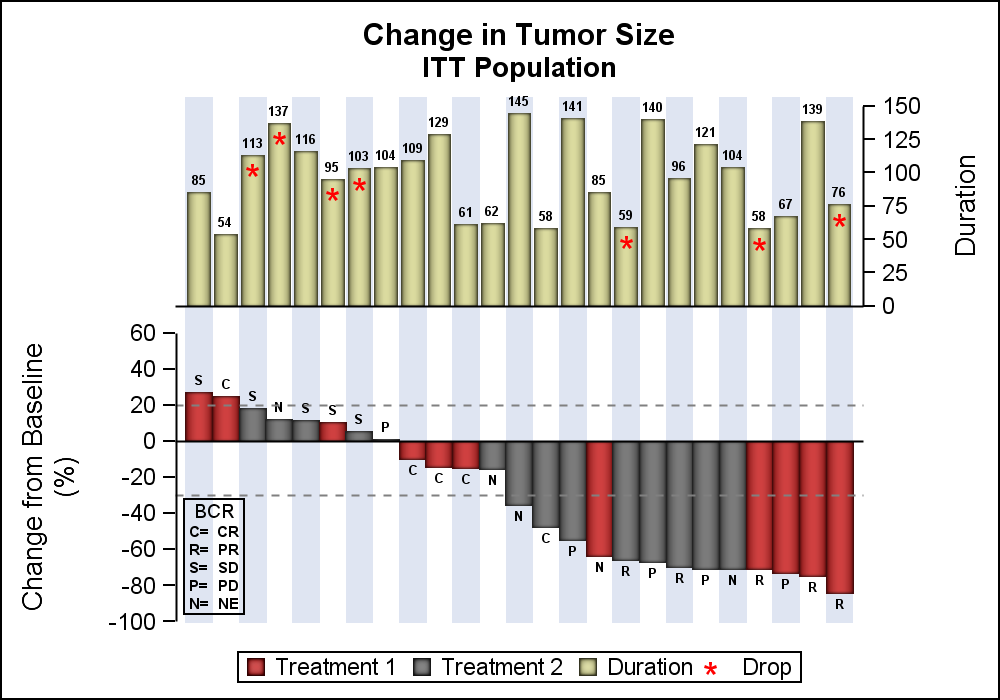 Change in Tumor Size
ITT Population
85 54 113 137 116 95 103 104 109 129 61 62 145 58 141 85 59 140 96 121 104 58 67 139 76
150
125
100
75
50
25
0
Duration
60
40
20
0
-20
-40
-60
-80
-100
Change from Baseline
(%)
S C S N S S S P C C C N N C P N R P R P N R P R R
BCR
C= CR
R= PR
S= SD
P= PD
N= NE
Treatment 1 Treatment 2 Duration * Drop